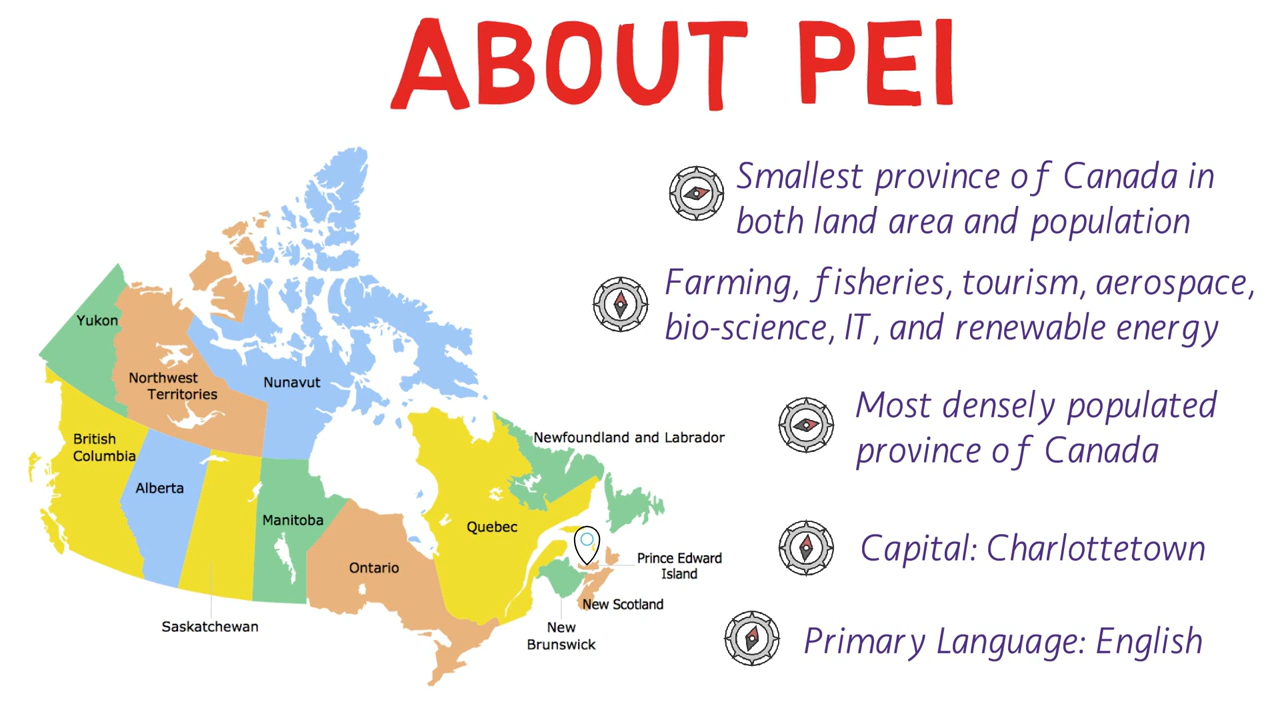 ABOUT PEI
Smallest province of Canada in
both land area and population
Farming, fisheries, tourism, aerospace,
bio-science, IT, and renewable energy
Most densely populated
province of Canada
Capital: Charlottetown
Primary Language: English
Yukon
Northwest
Territories
Nunavut
British
Columbia
Alberta
Saskatchewan
Manitoba
Ontario
Quebec
Newfoundland and Labrador
Prince Edward
Island
New Scotland
New
Brunswick